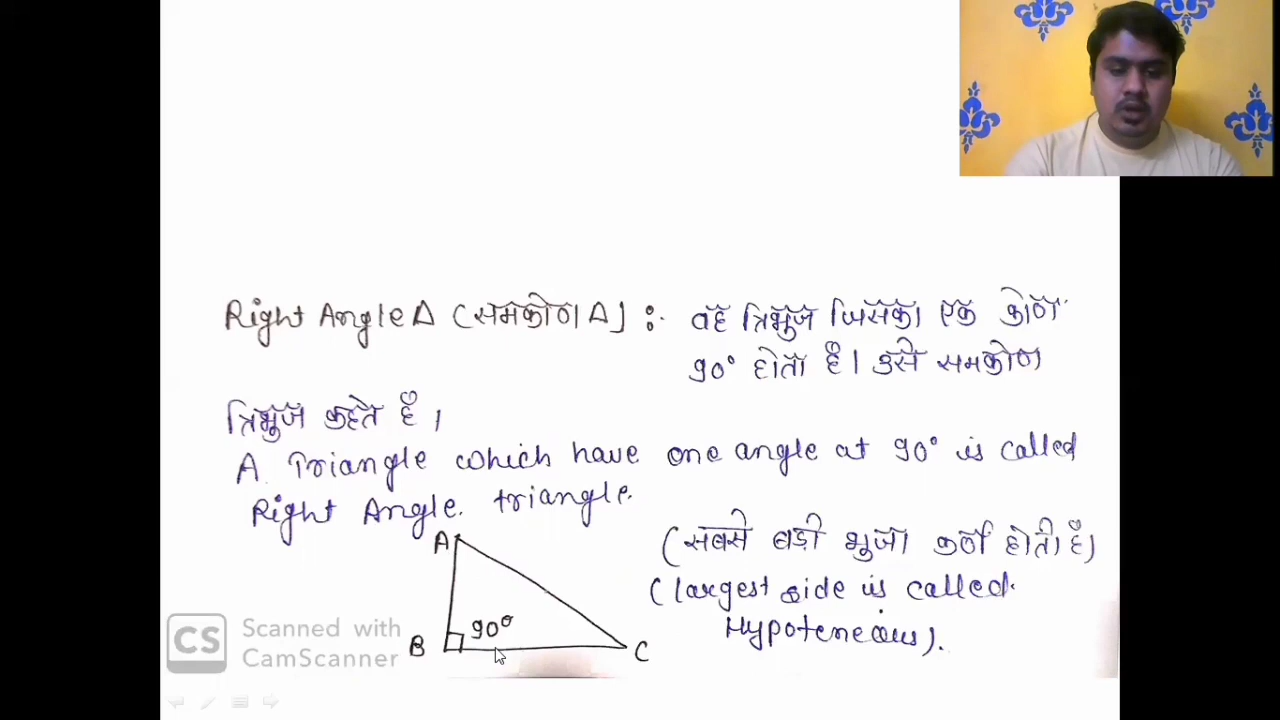 Right Angle Δ (समकोण Δ) :- वह त्रिभुज जिसका एक कोण
90° होता है। उसे समकोण
त्रिभुज कहते है।
A Triangle which have one angle at 90° is called
Right Angle. triangle.
A
(सबसे बड़ी भुजा कर्ण होती है)
(largest side is called.
90°
Hypoteneous).
B
C
CS
Scanned with
CamScanner